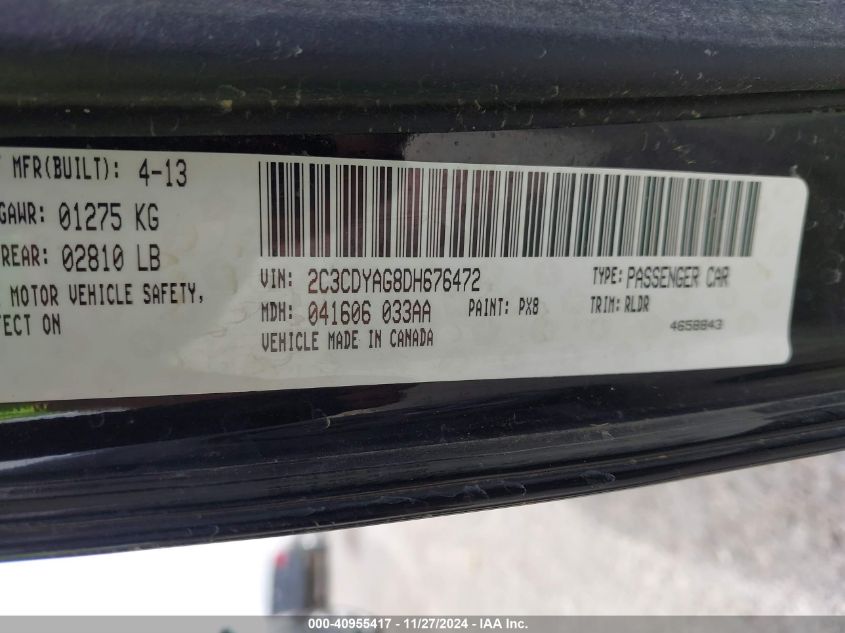 MFR(BUILT): 4-13
GAWR: 01275 KG
REAR: 02810 LB
MOTOR VEHICLE SAFETY,
FECT ON
VIN: 2C3CDYAG8DH676472
TYPE: PASSENGER CAR
MDH: 041606 033AA
PAINT: PX8
TRIM: RLDR
VEHICLE MADE IN CANADA
4658843
000-40955417 - 11/27/2024 - IAA Inc.